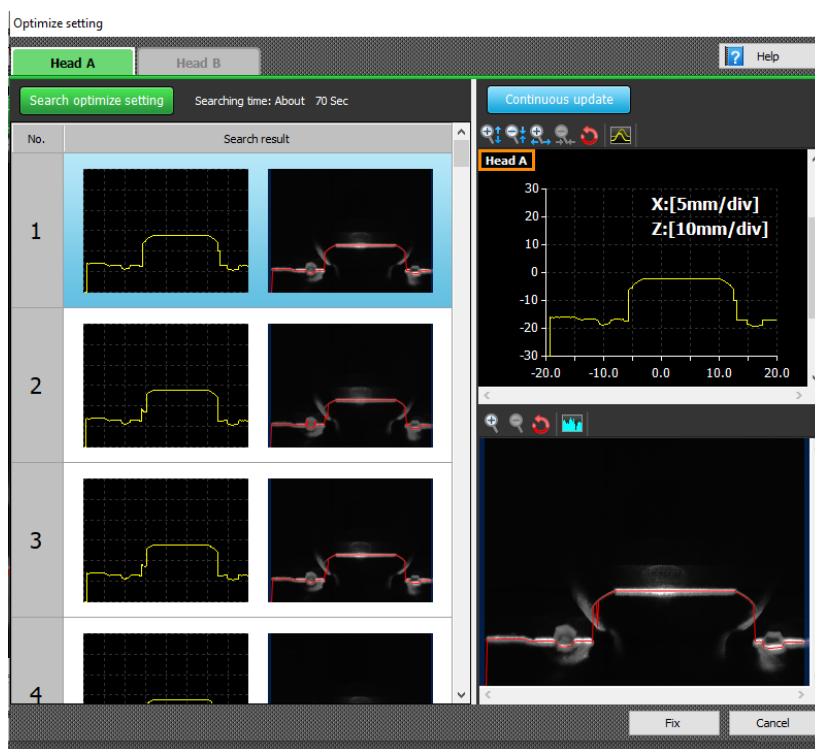 Optimize setting
Head A
Head B
? Help
Search optimize setting
Searching time: About 70 Sec
Continuous update
No.
Search result
Head A
X:[5mm/div]
Z:[10mm/div]
30
20
10
0
-10
-20
-30
-20.0 -10.0 0.0 10.0 20.0
1
2
3
4
Fix
Cancel